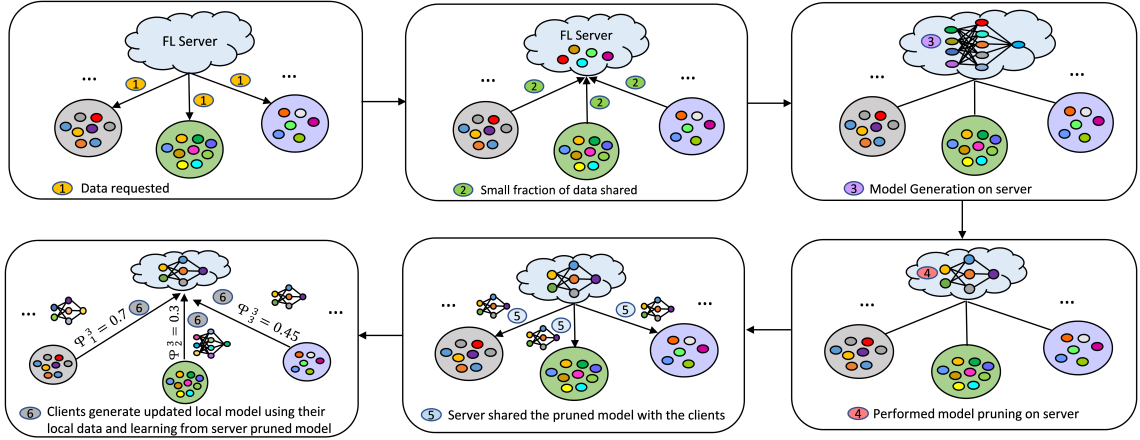 FL Server
...
...
1
1
1
1 Data requested
FL Server
...
...
2
2
2
2 Small fraction of data shared
3
...
...
3 Model Generation on server
6
6
6
...
...
φ₁³ = 0.7
φ₂³ = 0.3
φ₃³ = 0.45
6 Clients generate updated local model using their
local data and learning from server pruned model
...
...
5
5
5
5 Server shared the pruned model with the clients
4
...
...
4 Performed model pruning on server